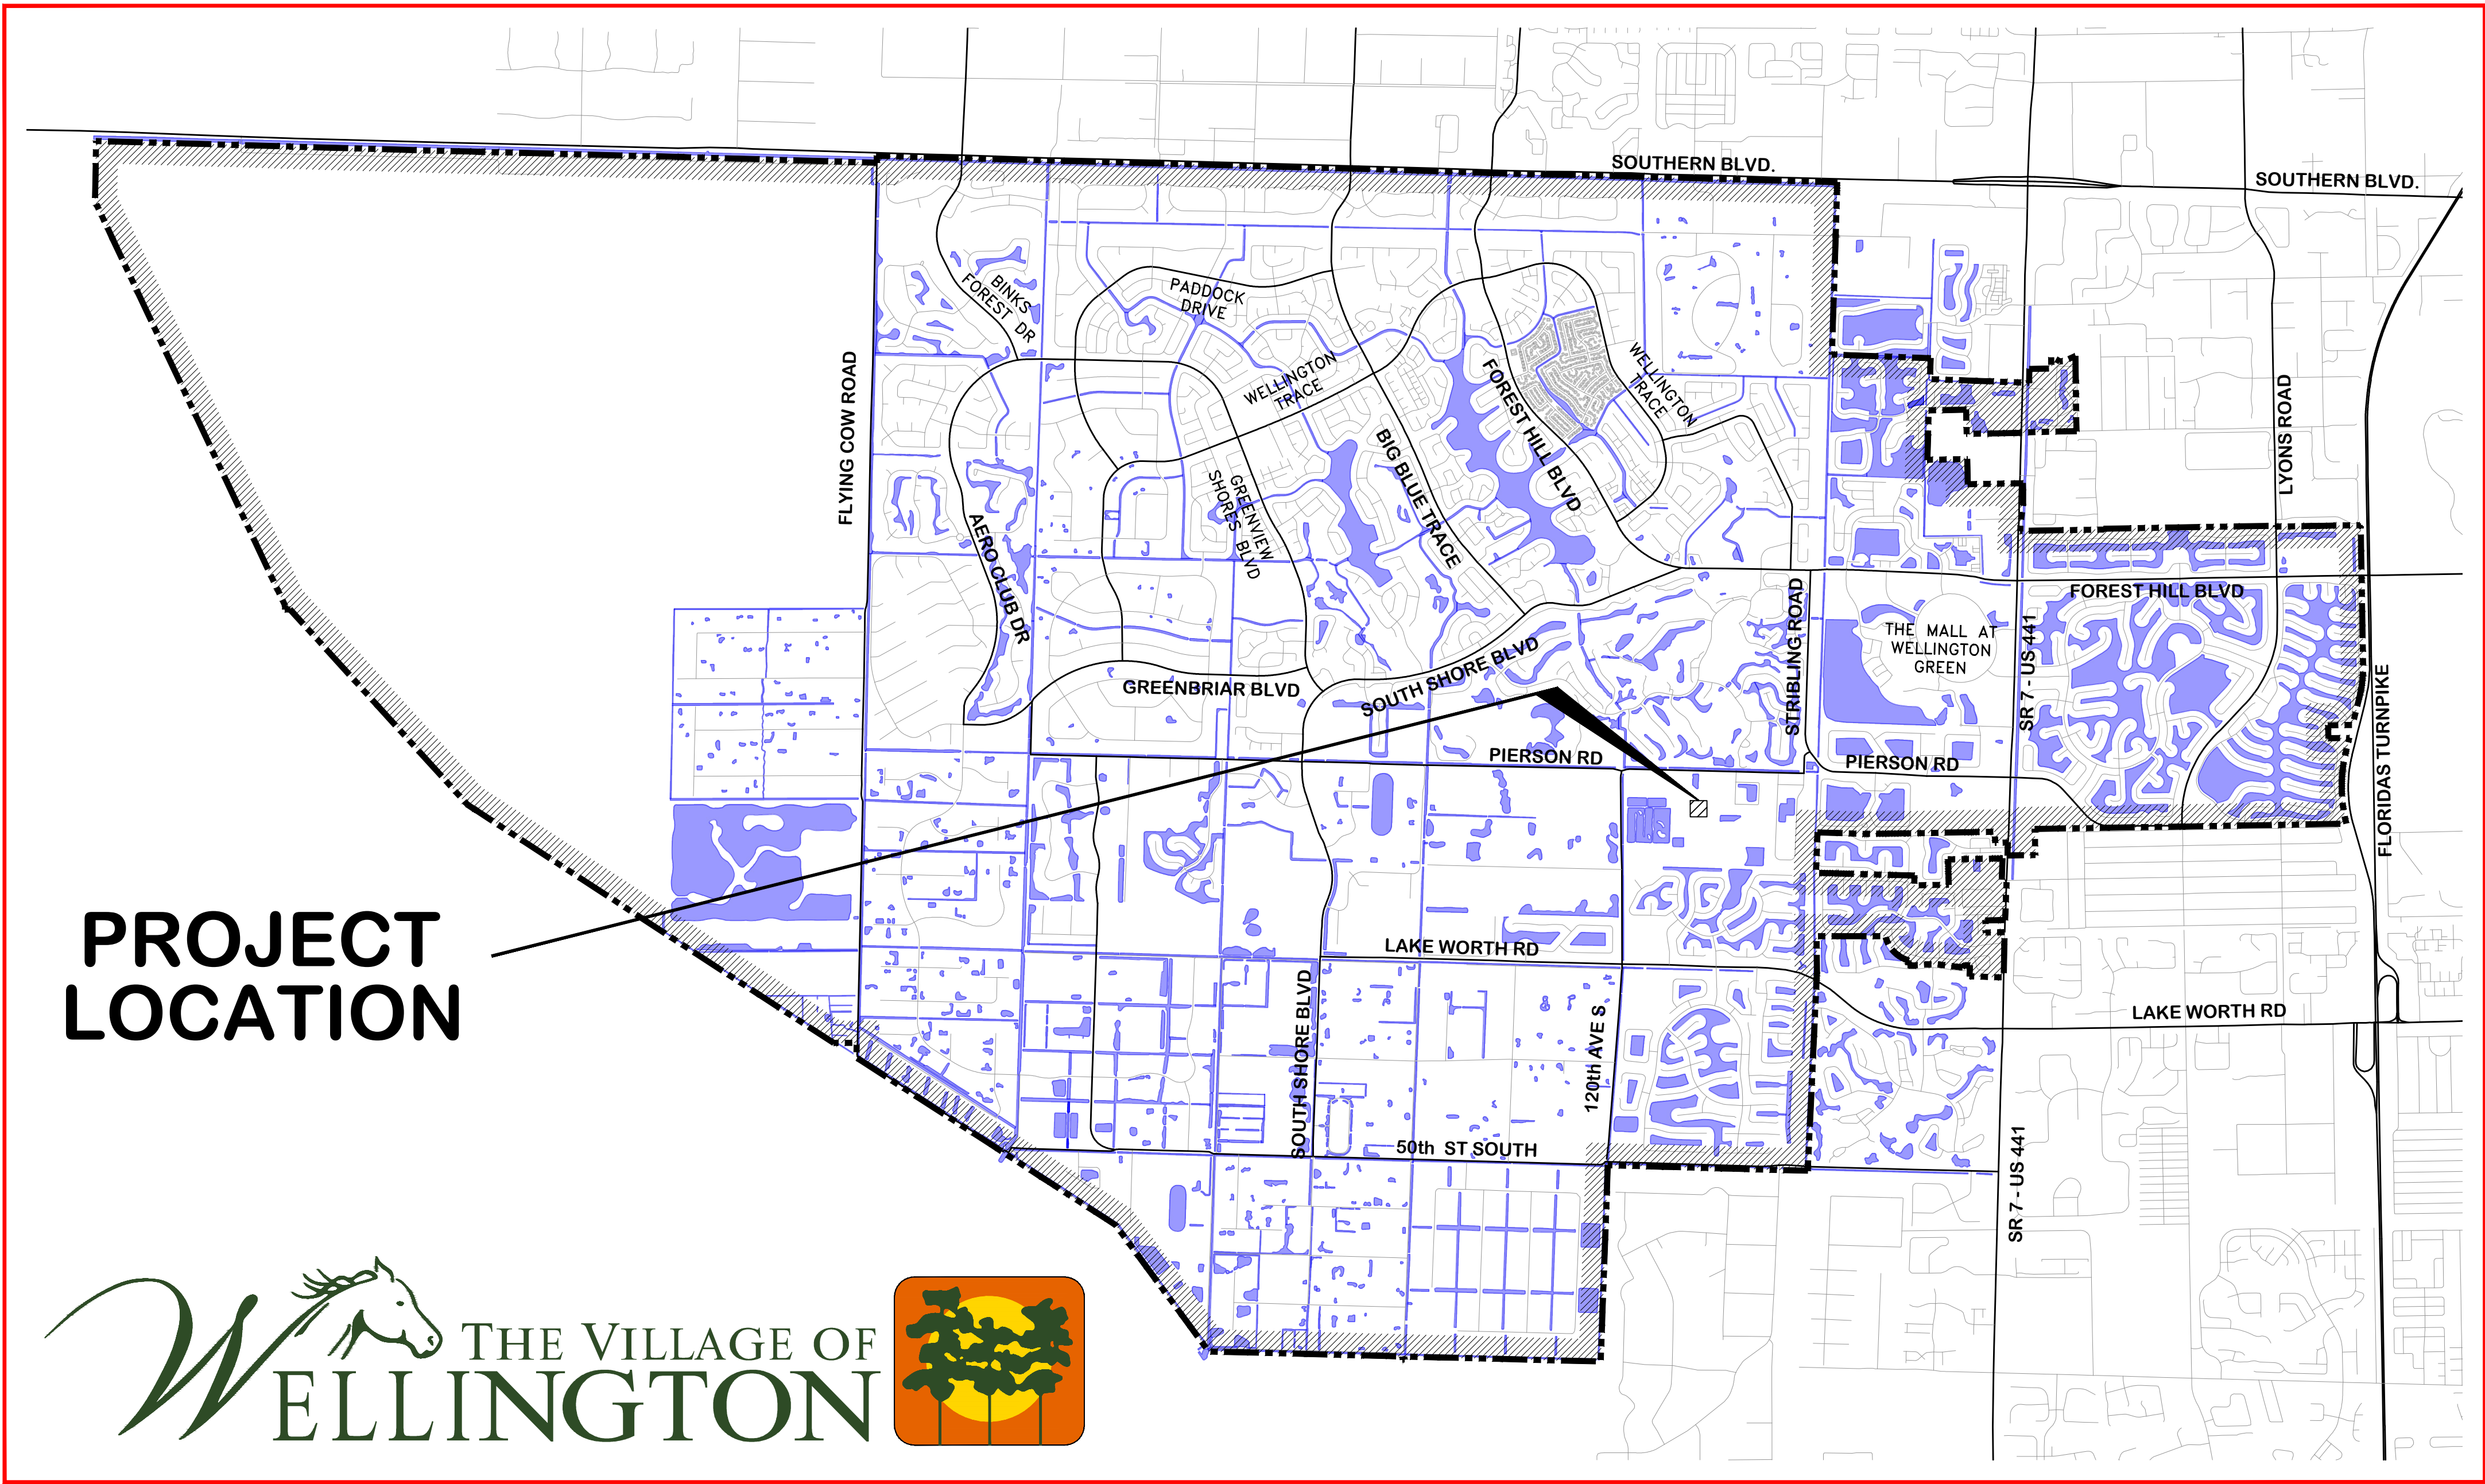 SOUTHERN BLVD.
SOUTHERN BLVD.
BINKS
FOREST DR
PADDOCK
DRIVE
WELLINGTON
TRACE
WELLINGTON
TRACE
FLYING COW ROAD
FOREST HILL BLVD
BIG BLUE TRACE
GREENVIEW
SHORES BLVD
LYONS ROAD
AERO CLUB DR
FOREST HILL BLVD
STRIBLING ROAD
THE MALL AT
WELLINGTON
GREEN
SR 7 - US 441
GREENBRIAR BLVD
SOUTH SHORE BLVD
FLORIDAS TURNPIKE
PIERSON RD
PIERSON RD
PROJECT
LOCATION
LAKE WORTH RD
LAKE WORTH RD
SOUTH SHORE BLVD
120th AVE S
50th ST SOUTH
SR 7 - US 441
THE VILLAGE OF
WELLINGTON